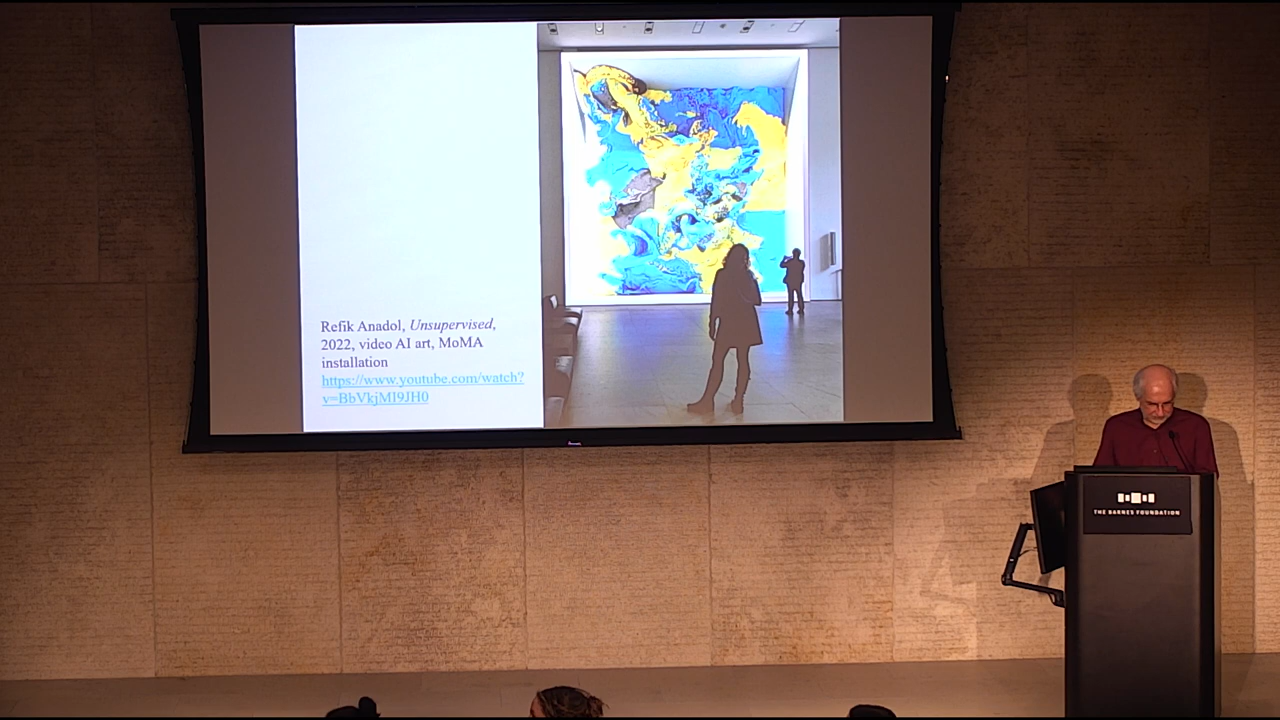 Refik Anadol, Unsupervised,
2022, video AI art, MoMA
installation
https://www.youtube.com/watch?
v=BbVkjMI9JH0
THE BARNES FOUNDATION